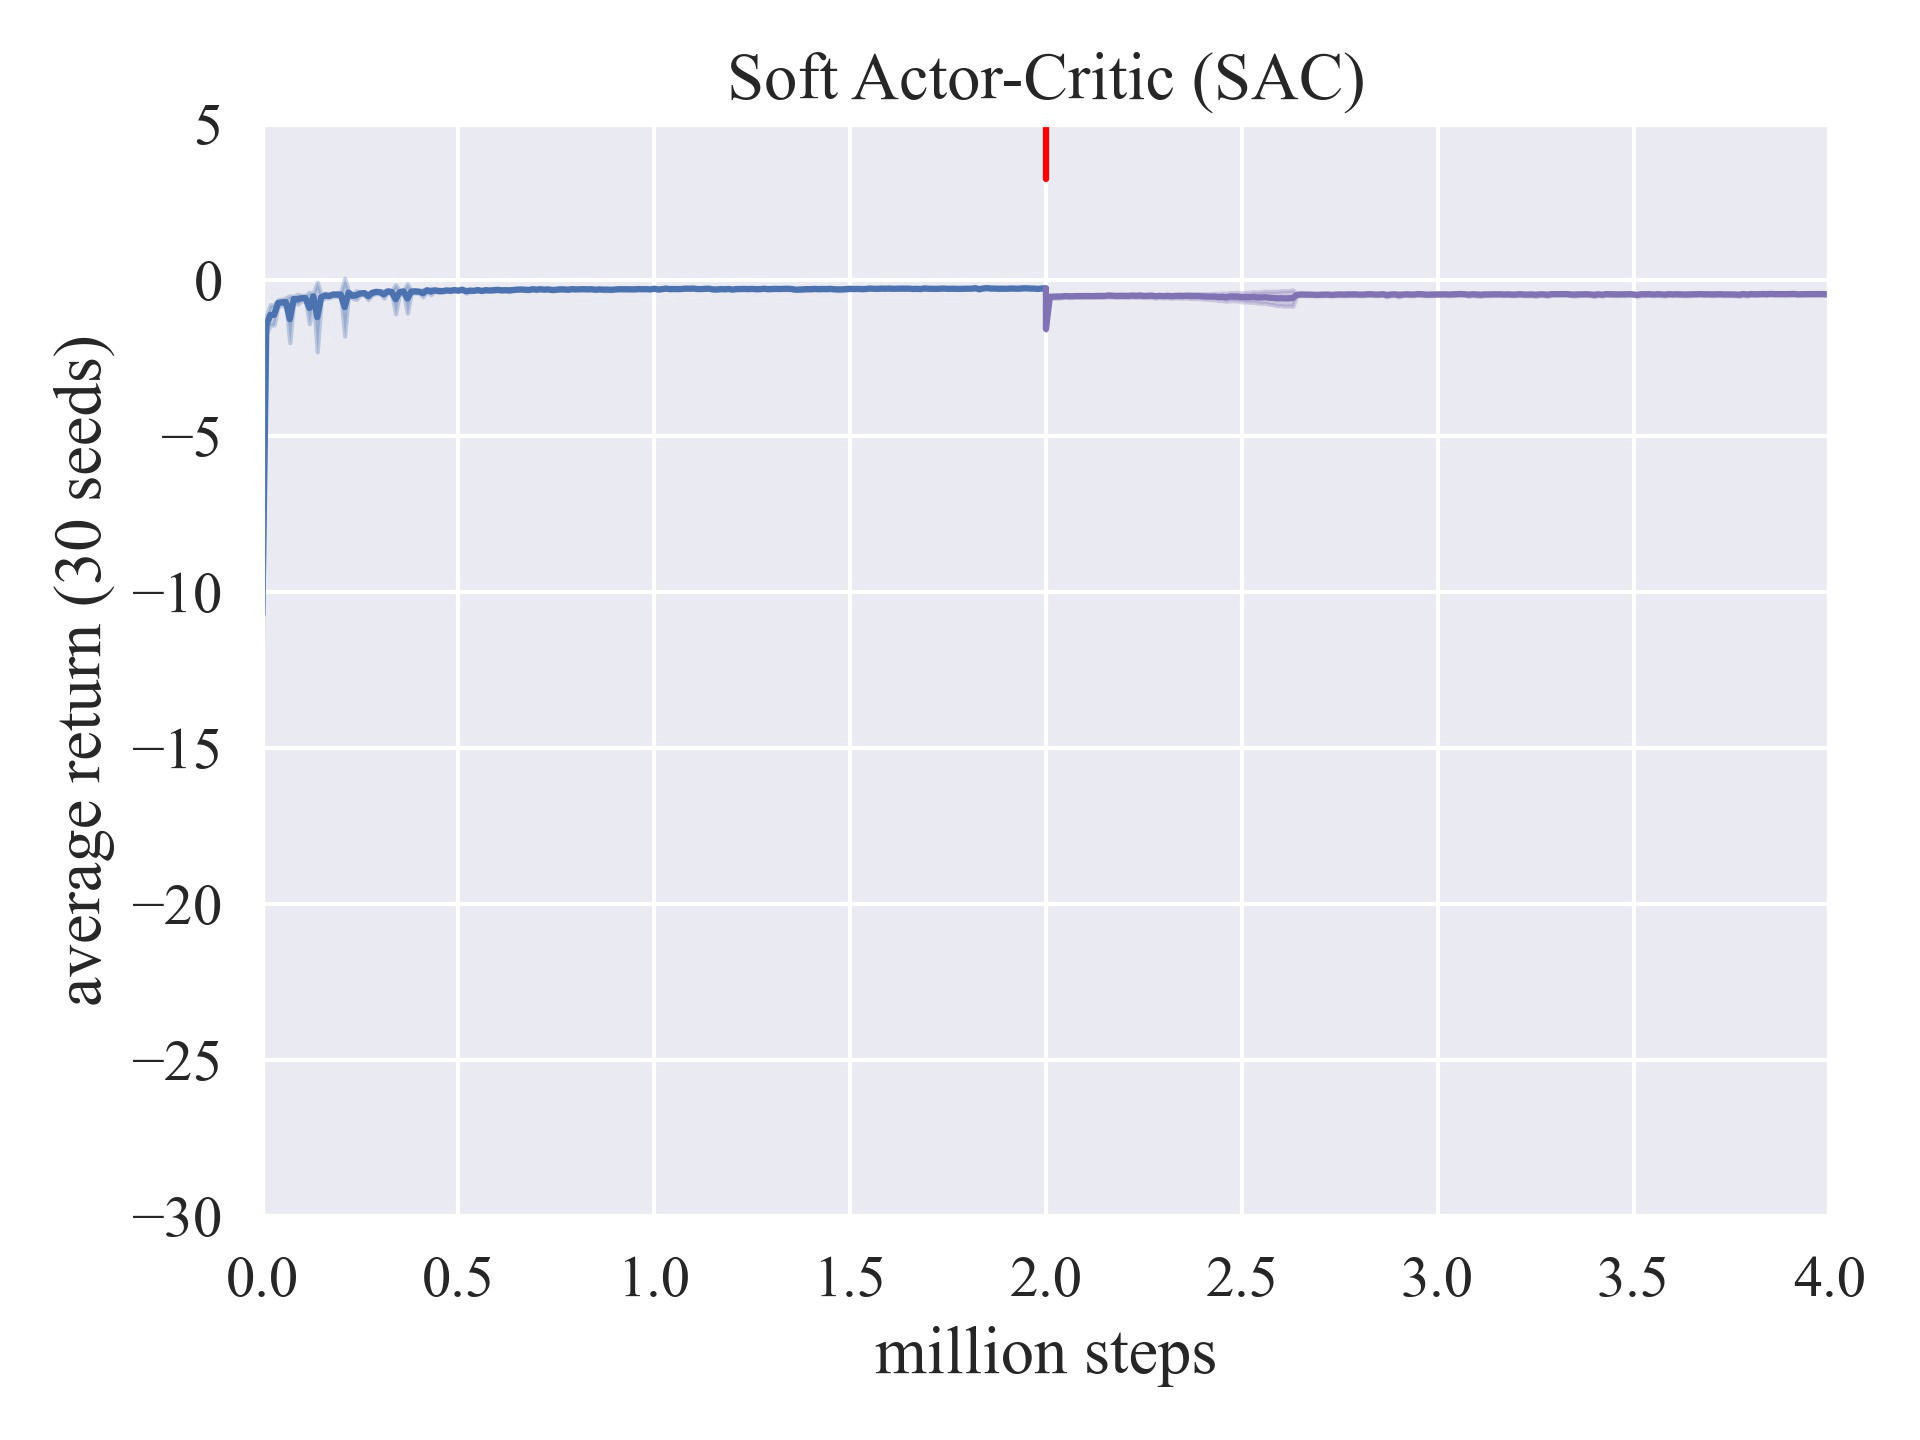 Soft Actor-Critic (SAC)
5
0
−5
−10
−15
−20
−25
−30
average return (30 seeds)
0.0 0.5 1.0 1.5 2.0 2.5 3.0 3.5 4.0
million steps